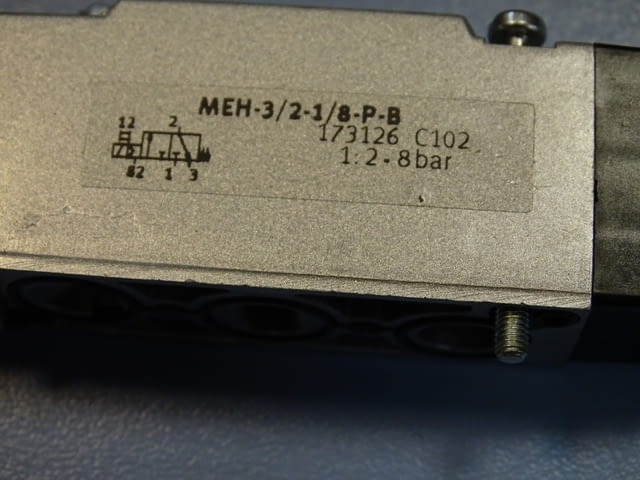 MEH-3/2-1/8-P-B
173126 C102
1: 2-8bar
12 2
82 1 3